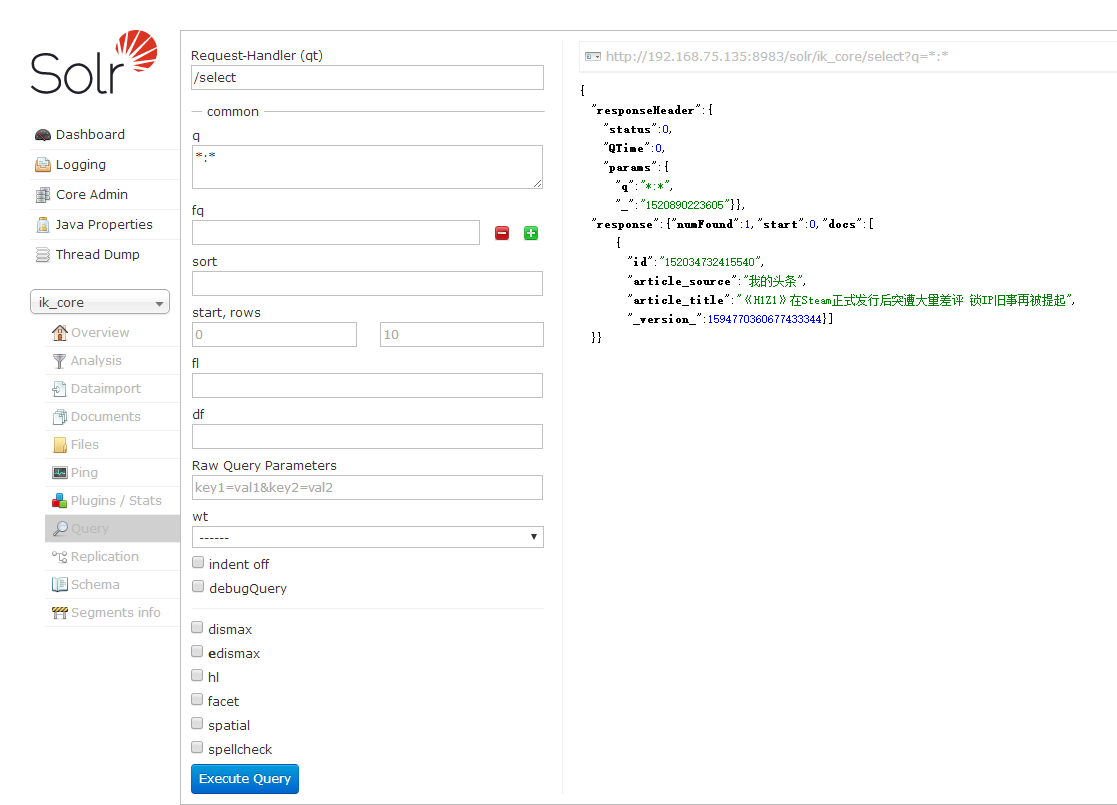 Solr
Dashboard
Logging
Core Admin
Java Properties
Thread Dump
ik_core
Overview
Analysis
Dataimport
Documents
Files
Ping
Plugins / Stats
Query
Replication
Schema
Segments info
Request-Handler (qt)
/select
common
q
*:*
fq
sort
start, rows
0 10
fl
df
Raw Query Parameters
key1=val1&key2=val2
wt
------
indent off
debugQuery
dismax
edismax
hl
facet
spatial
spellcheck
Execute Query
http://192.168.75.135:8983/solr/ik_core/select?q=*:*
{
"responseHeader":{
"status":0,
"QTime":0,
"params":{
"q":"*:*",
"_":"1520890223605"}},
"response":{"numFound":1,"start":0,"docs":[
{
"id":"152034732415540",
"article_source":"我的头条",
"article_title":"《H1Z1》在Steam正式发行后突遭大量差评 锁IP旧事再被提起",
"_version_":1594770360677433344}]
}}